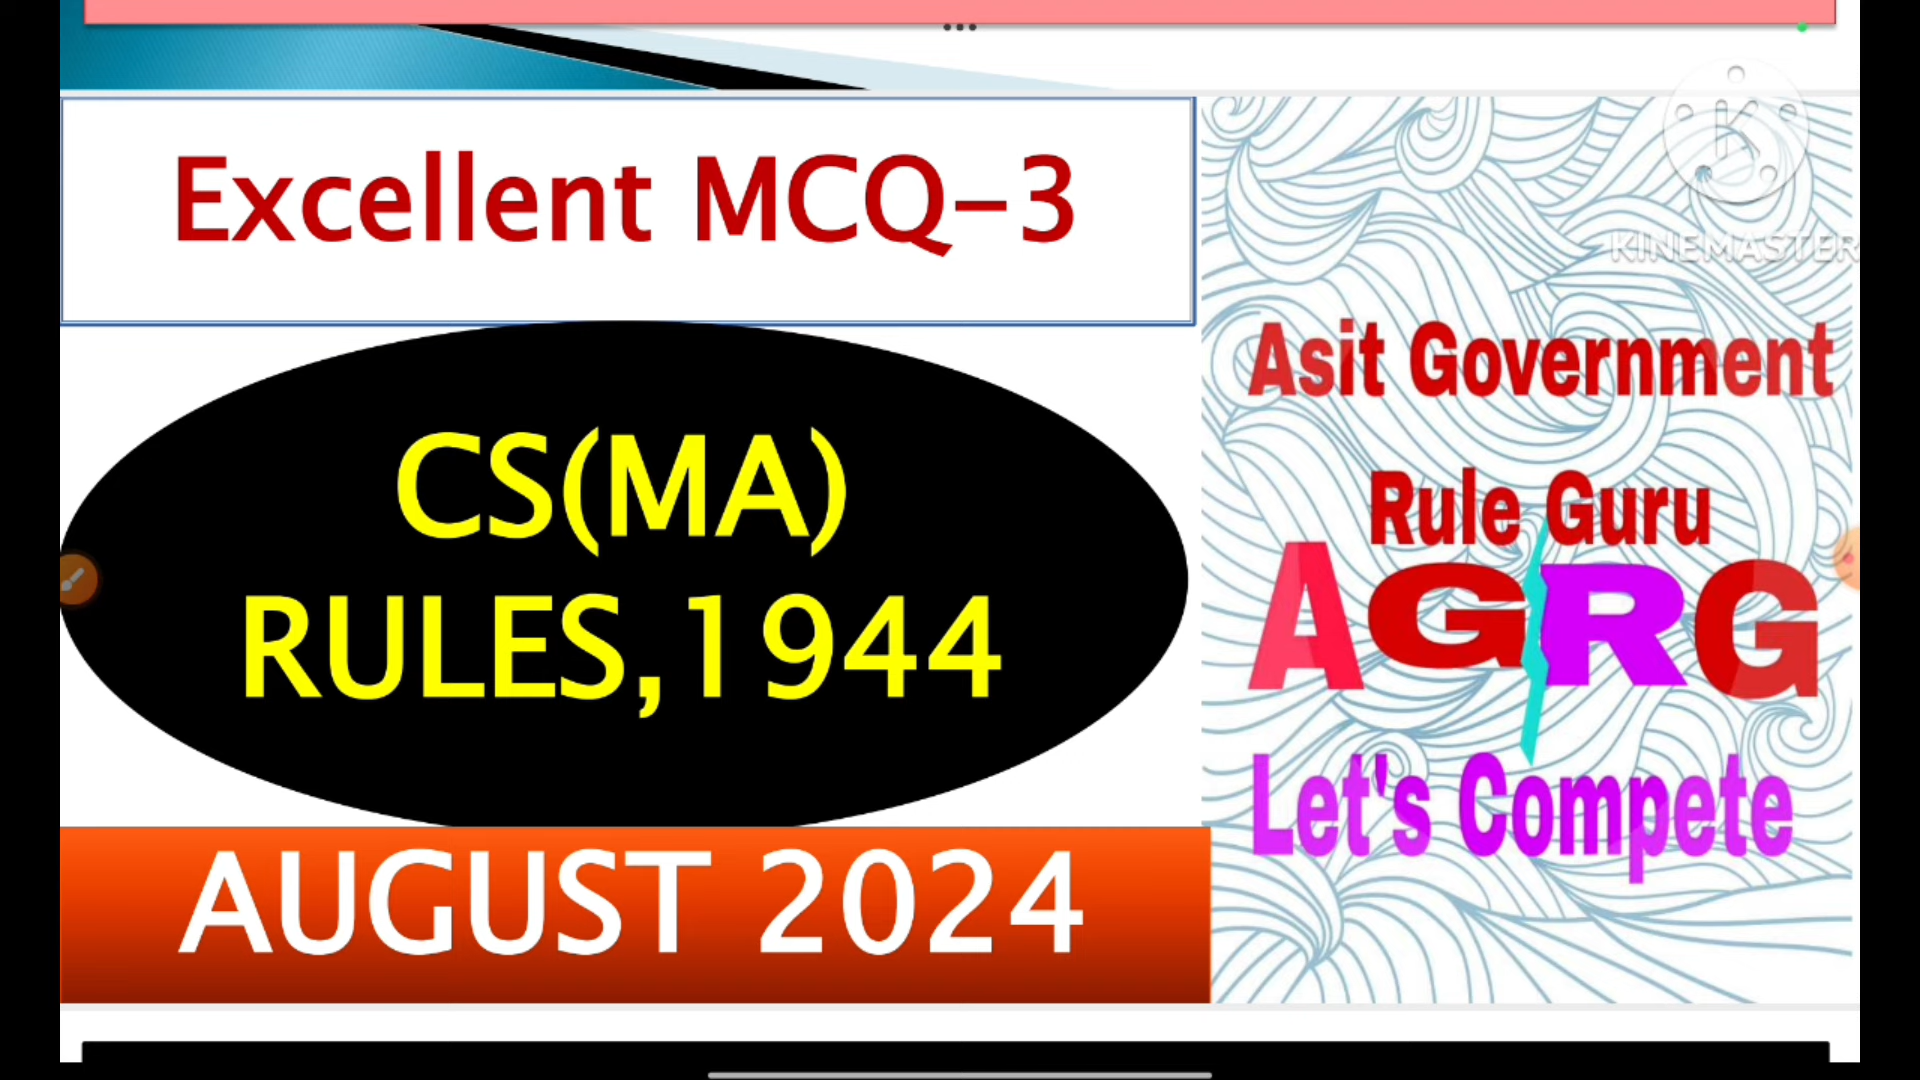 Excellent MCQ-3
CS(MA)
RULES,1944
AUGUST 2024
KINEMASTER
Asit Government
Rule Guru
AGRG
Let's Compete